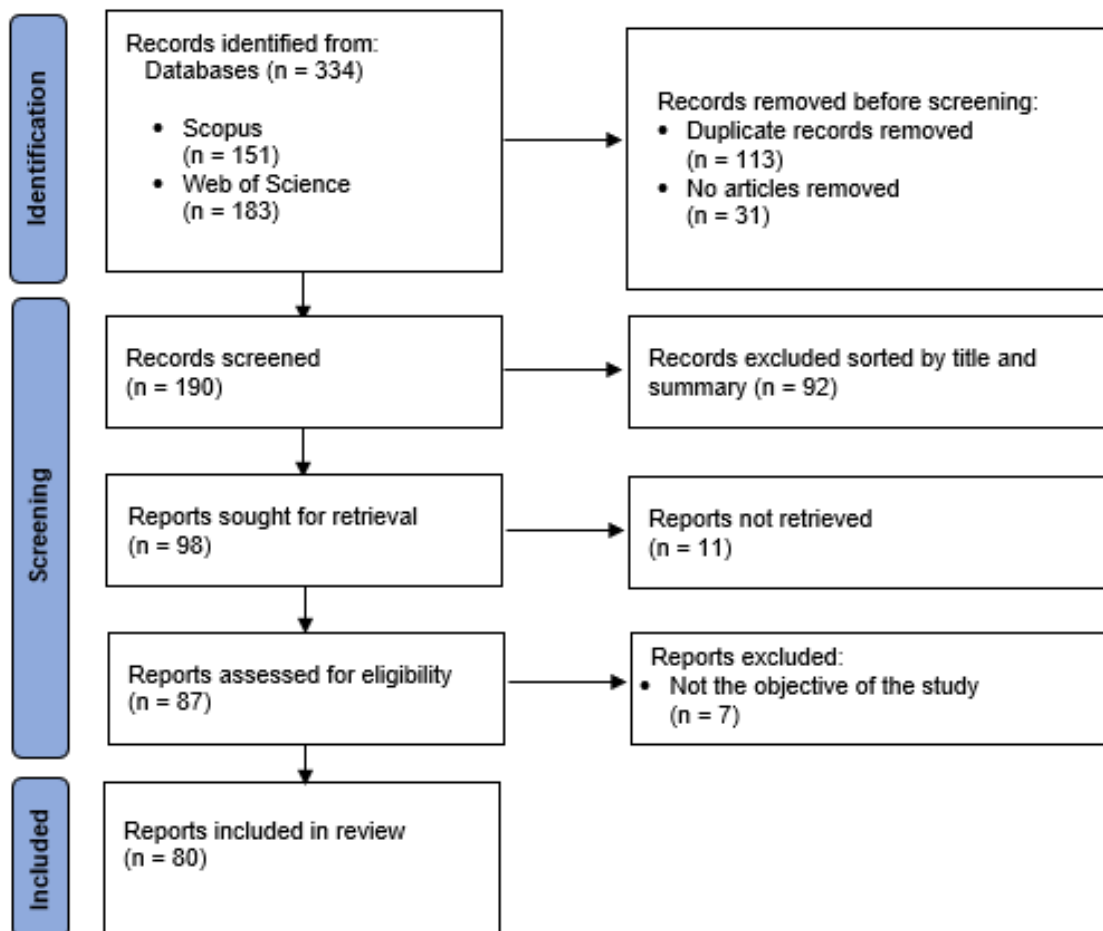 Identification
Records identified from:
Databases (n = 334)
• Scopus
(n = 151)
• Web of Science
(n = 183)
Records removed before screening:
• Duplicate records removed
(n = 113)
• No articles removed
(n = 31)
Screening
Records screened
(n = 190)
Records excluded sorted by title and
summary (n = 92)
Reports sought for retrieval
(n = 98)
Reports not retrieved
(n = 11)
Reports assessed for eligibility
(n = 87)
Reports excluded:
• Not the objective of the study
(n = 7)
Included
Reports included in review
(n = 80)